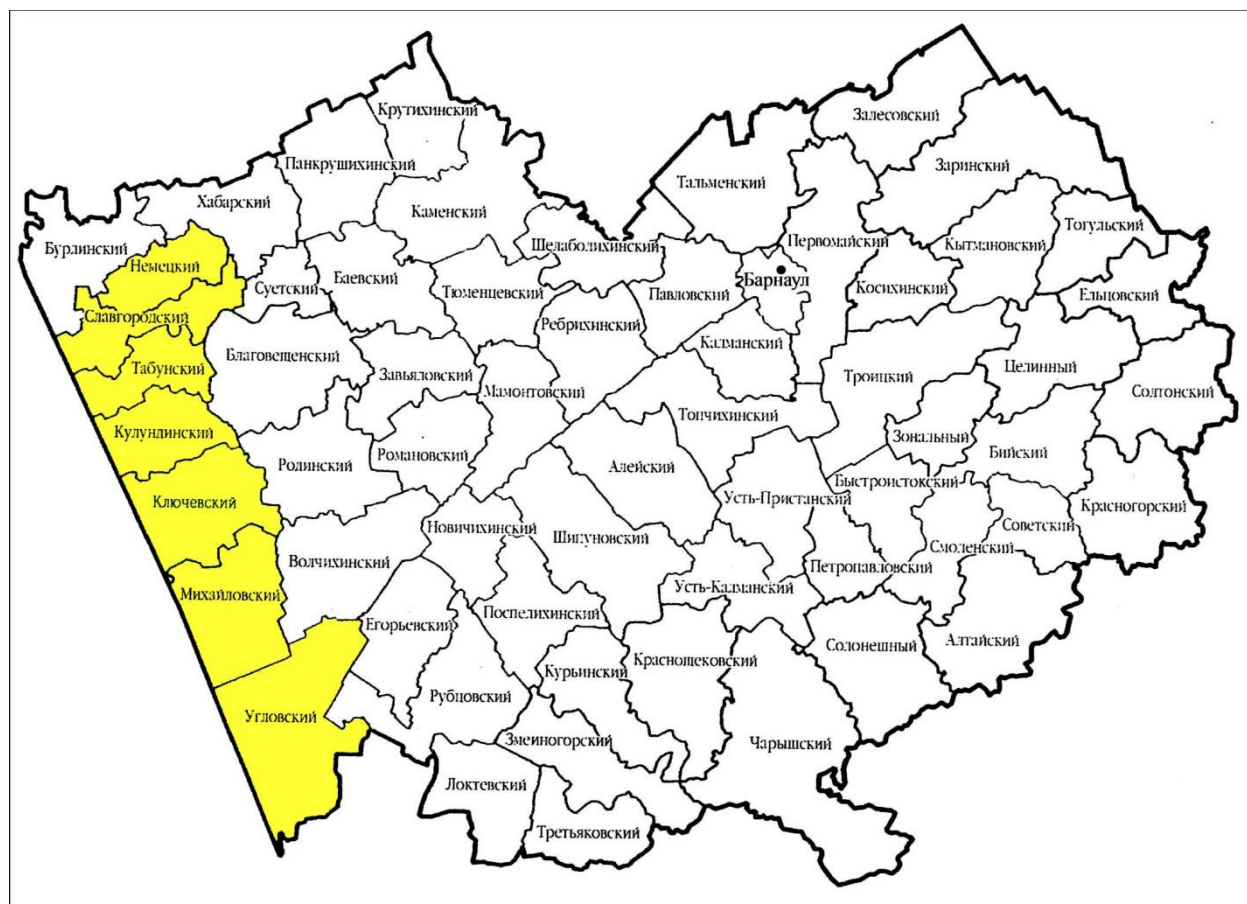 Крутихинский
Залесовский
Панкрушихинский
Заринский
Тальменский
Хабарский
Каменский
Тогульский
Бурлинский
Шелаболихинский
Первомайский
Кытмановский
Немецкий
Баевский
Суетский
Тюменцевский
Павловский
Барнаул
Косихинский
Ельцовский
Славгородский
Ребрихинский
Калманский
Благовещенский
Табунский
Завьяловский
Целинный
Троицкий
Мамонтовский
Солтонский
Топчихинский
Кулундинский
Зональный
Романовский
Бийский
Родинский
Алейский
Быстроистокский
Ключевский
Усть-Пристанский
Красногорский
Новичихинский
Советский
Шипуновский
Смоленский
Волчихинский
Петропавловский
Усть-Калманский
Михайловский
Поспелихинский
Егорьевский
Алтайский
Солонешный
Краснощековский
Курьинский
Рубцовский
Угловский
Змеиногорский
Чарышский
Локтевский
Третьяковский